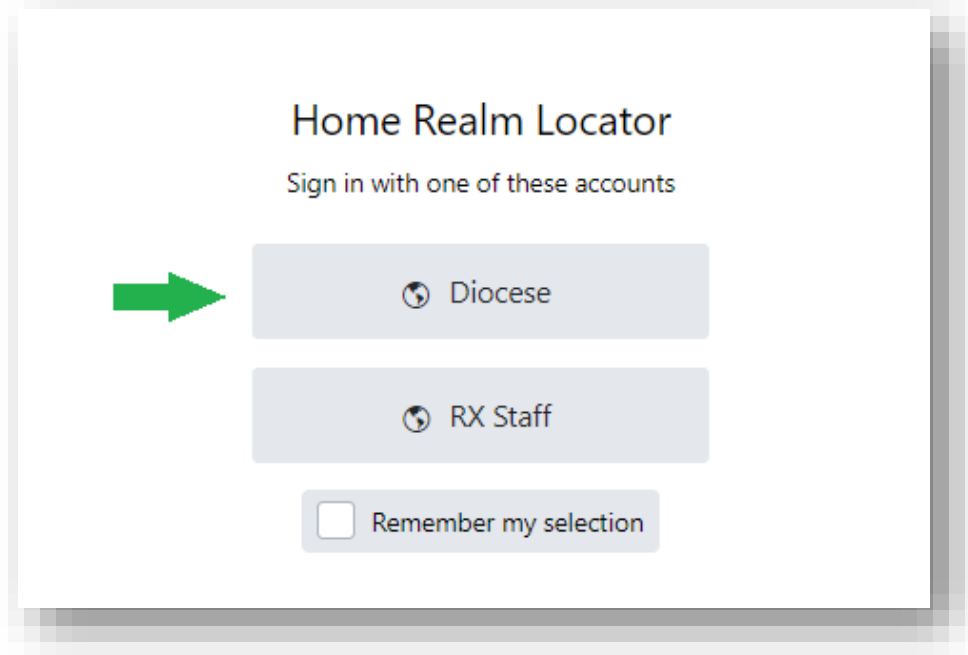 Home Realm Locator
Sign in with one of these accounts
Diocese
RX Staff
Remember my selection